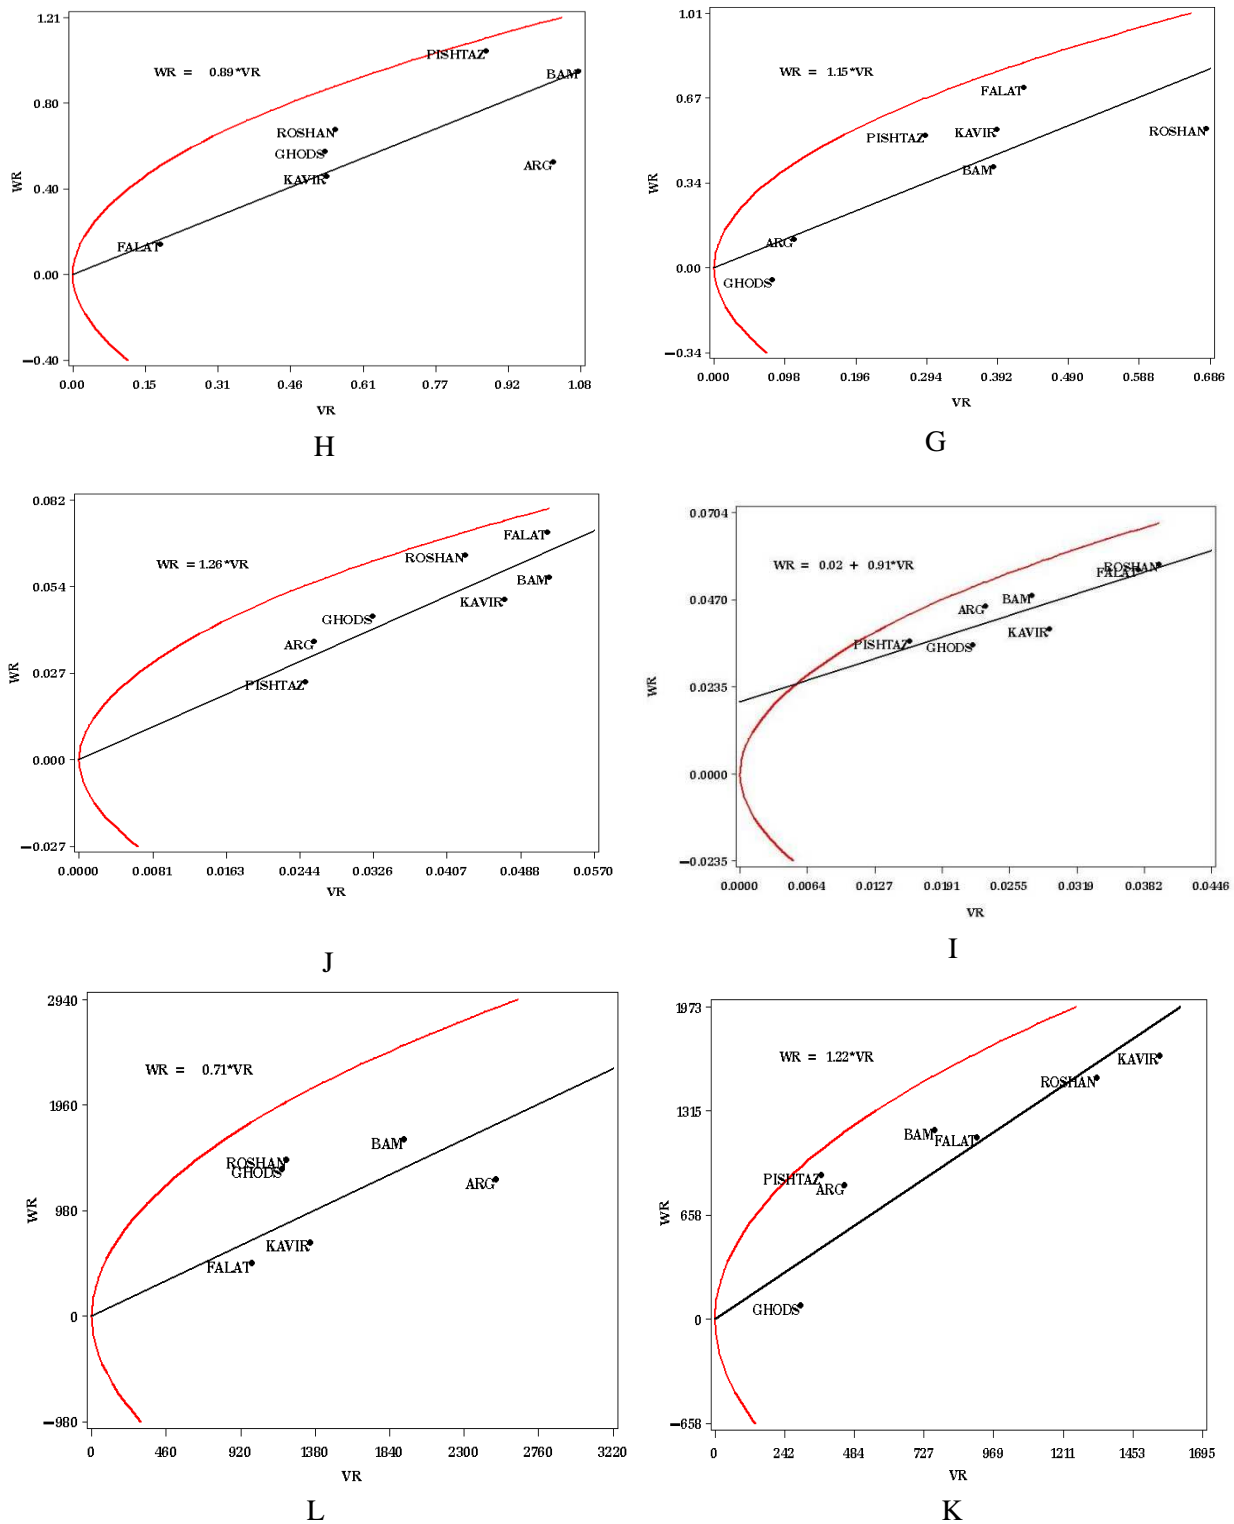 1.21
0.80
0.40
0.00
−0.40
WR
WR = 0.89*VR
PISHTAZ
BAM
ROSHAN
GHODS
ARG
KAVIR
FALAT
0.00 0.15 0.31 0.46 0.61 0.77 0.92 1.08
VR
H
1.01
0.67
0.34
0.00
−0.34
WR
WR = 1.15*VR
FALAT
PISHTAZ
KAVIR
ROSHAN
BAM
ARG
GHODS
0.000 0.098 0.196 0.294 0.392 0.490 0.588 0.686
VR
G
0.082
0.054
0.027
0.000
−0.027
WR
WR = 1.26*VR
FALAT
ROSHAN
BAM
KAVIR
GHODS
ARG
PISHTAZ
0.0000 0.0081 0.0163 0.0244 0.0326 0.0407 0.0488 0.0570
VR
J
0.0704
0.0470
0.0235
0.0000
−0.0235
WR
WR = 0.02 + 0.91*VR
ROSHAN
FALAT
BAM
ARG
KAVIR
PISHTAZ
GHODS
0.0000 0.0064 0.0127 0.0191 0.0255 0.0319 0.0382 0.0446
VR
I
2940
1960
980
0
−980
WR
WR = 0.71*VR
BAM
ROSHAN
GHODS
ARG
KAVIR
FALAT
0 460 920 1380 1840 2300 2760 3220
VR
L
1973
1315
658
0
−658
WR
WR = 1.22*VR
KAVIR
ROSHAN
BAM
FALAT
PISHTAZ
ARG
GHODS
0 242 484 727 969 1211 1453 1695
VR
K